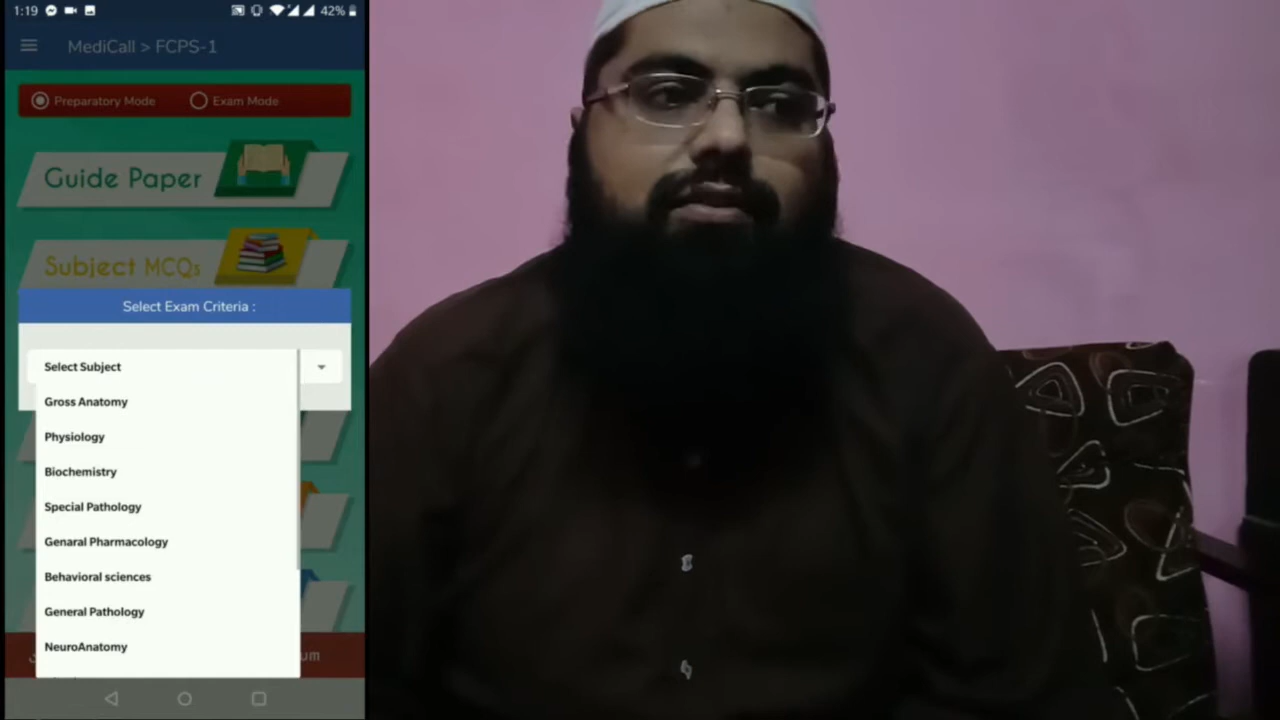 1:19
42%
MediCall > FCPS-1
Preparatory Mode
Exam Mode
Guide Paper
Subject MCQs
Select Exam Criteria :
Select Subject
Gross Anatomy
Physiology
Biochemistry
Special Pathology
Genaral Pharmacology
Behavioral sciences
General Pathology
NeuroAnatomy